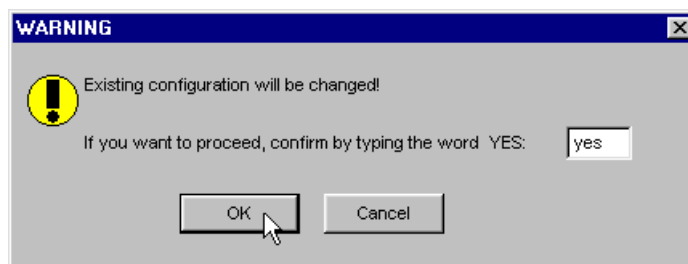 WARNING
Existing configuration will be changed!
If you want to proceed, confirm by typing the word YES: yes
OK Cancel